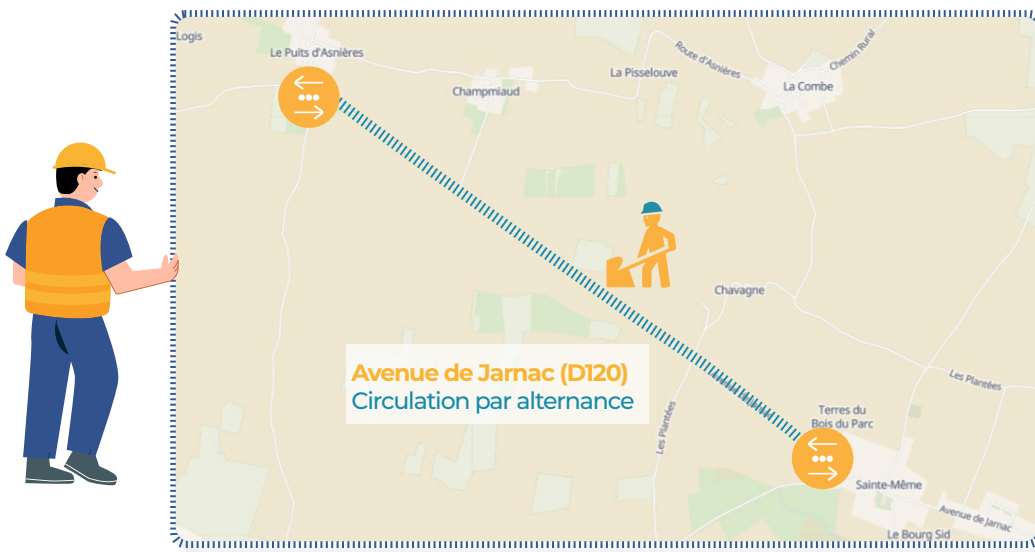 Logis
Le Puits d'Asnières
Champmiaud
La Pisselouve
Route d'Asnières
Chemin Rural
La Combe
Chavagne
Avenue de Jarnac (D120)
Circulation par alternance
Les Plantées
Les Plantées
Terres du
Bois du Parc
Sainte-Même
Avenue de Jarnac
Le Bourg Sid